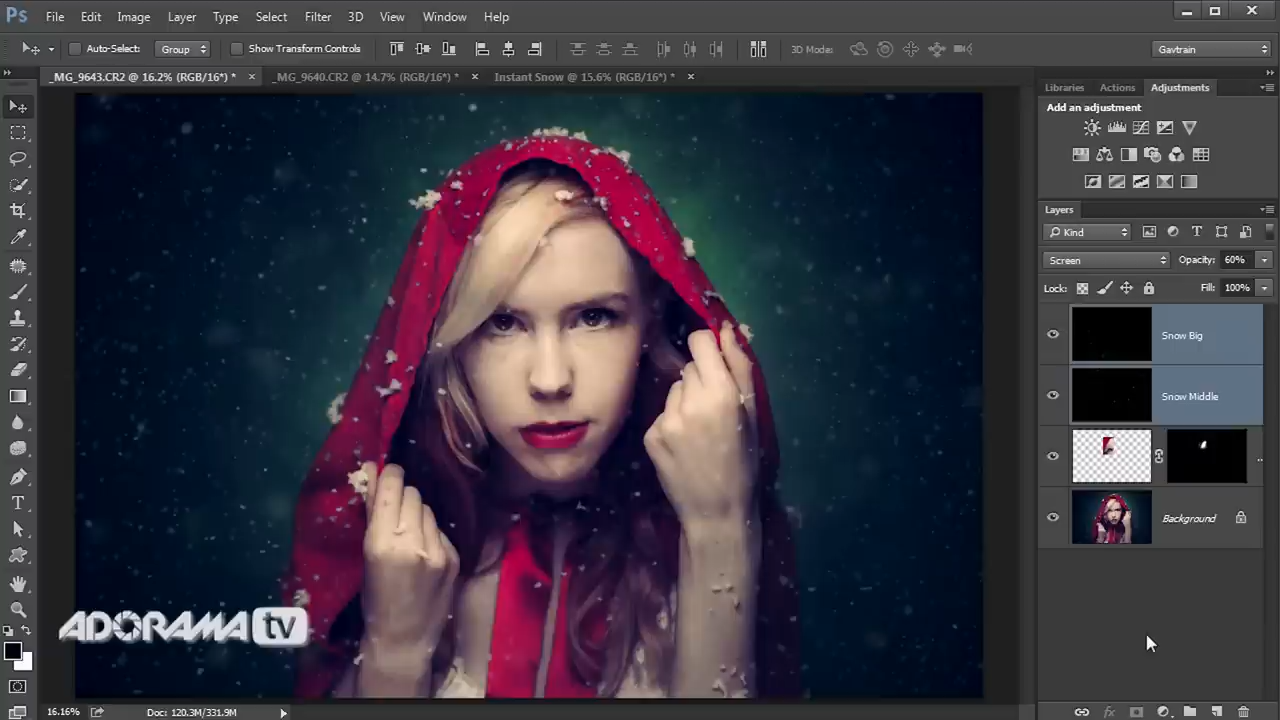 Ps File Edit Image Layer Type Select Filter 3D View Window Help
Auto-Select: Group Show Transform Controls 3D Mode: Gavtrain
_MG_9643.CR2 @ 16.2% (RGB/16*) * × _MG_9640.CR2 @ 14.7% (RGB/16*) * × Instant Snow @ 15.6% (RGB/16*) * ×
Libraries Actions Adjustments
Add an adjustment
Layers
Kind
Screen Opacity: 60%
Lock: Fill: 100%
Snow Big
Snow Middle
Background
ADORAMA tv
16.16% Doc: 120.3M/331.9M